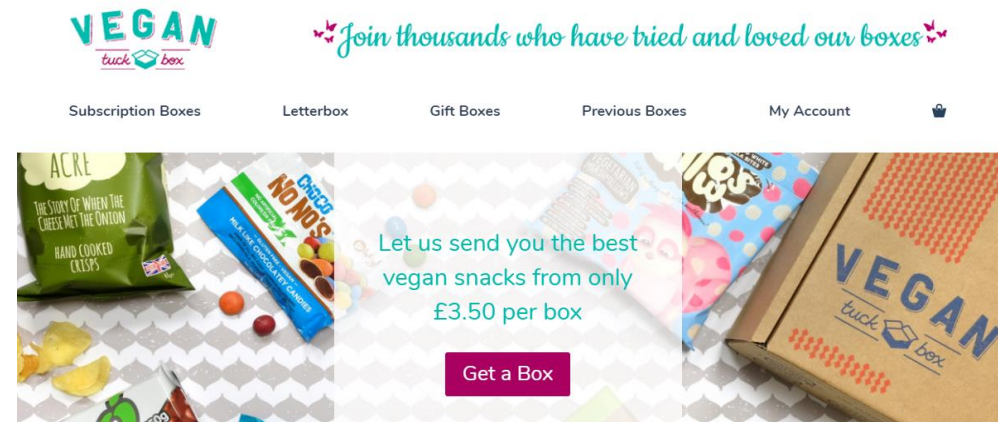 VEGAN
tuck box
Join thousands who have tried and loved our boxes
Subscription Boxes
Letterbox
Gift Boxes
Previous Boxes
My Account
ACRE
THE STORY OF WHEN THE
CHEESE MET THE ONION
HAND COOKED
CRISPS
CHOCO
NO NO'S
MILK LIKE CHOCOLATEY CANDIES
VEGETARIAN
Let us send you the best
vegan snacks from only
£3.50 per box
Get a Box
VEGAN
tuck box